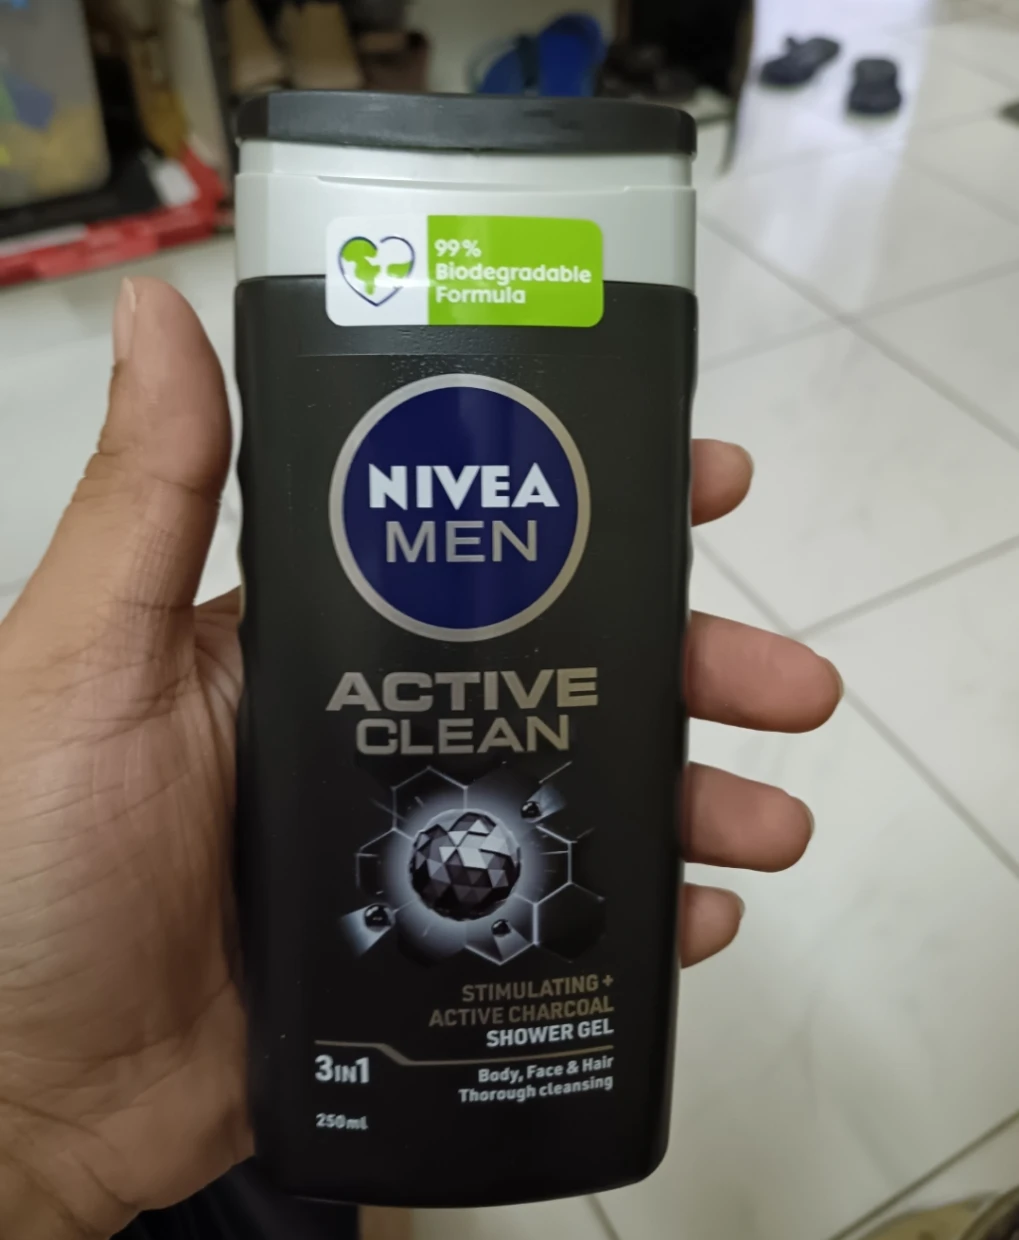 99%
Biodegradable
Formula
NIVEA
MEN
ACTIVE
CLEAN
STIMULATING +
ACTIVE CHARCOAL
SHOWER GEL
3IN1
Body, Face & Hair
Thorough cleansing
250ml